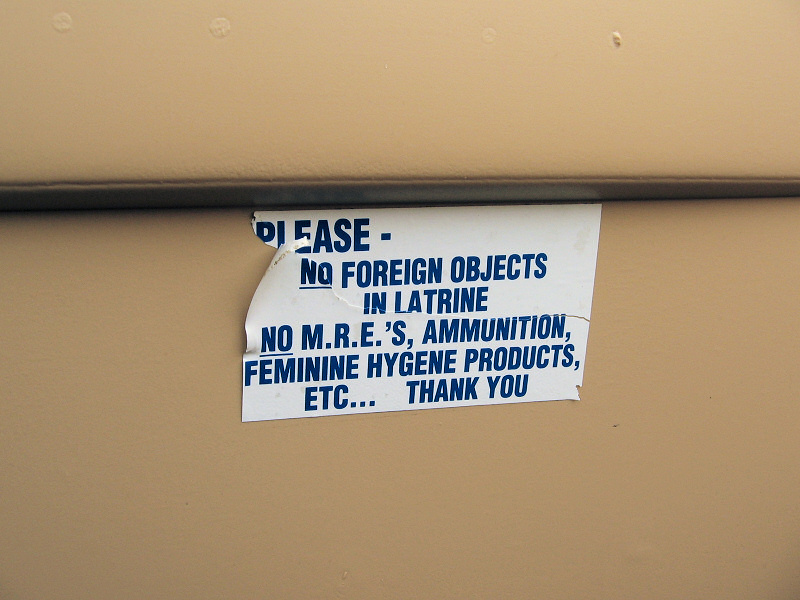 PLEASE -
NO FOREIGN OBJECTS
IN LATRINE
NO M.R.E.'S, AMMUNITION,
FEMININE HYGENE PRODUCTS,
ETC... THANK YOU